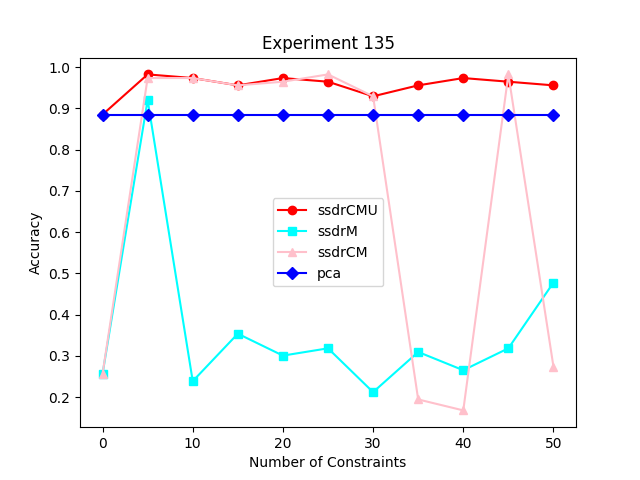 Experiment 135
Accuracy
1.0
0.9
0.8
0.7
0.6
0.5
0.4
0.3
0.2
ssdrCMU
ssdrM
ssdrCM
pca
0 10 20 30 40 50
Number of Constraints